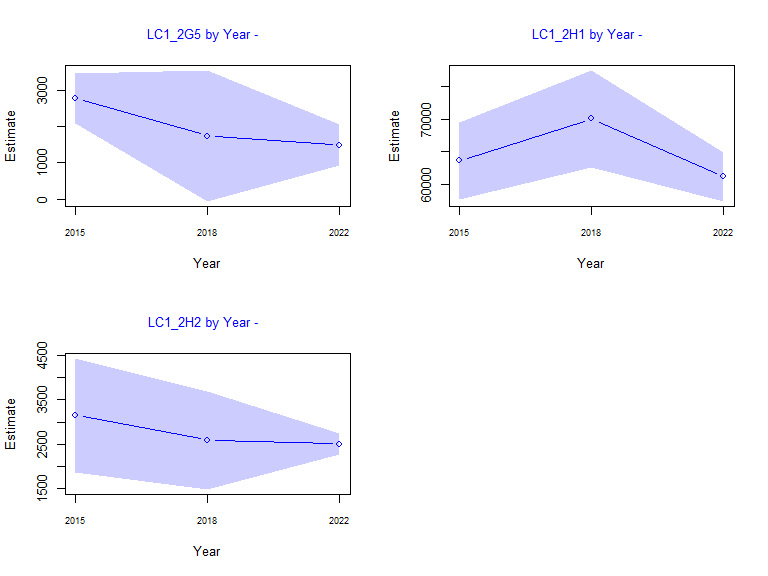 LC1_2G5 by Year -
Estimate
3000
1000
0
2015
2018
2022
Year
LC1_2H1 by Year -
Estimate
70000
60000
2015
2018
2022
Year
LC1_2H2 by Year -
Estimate
4500
3500
2500
1500
2015
2018
2022
Year